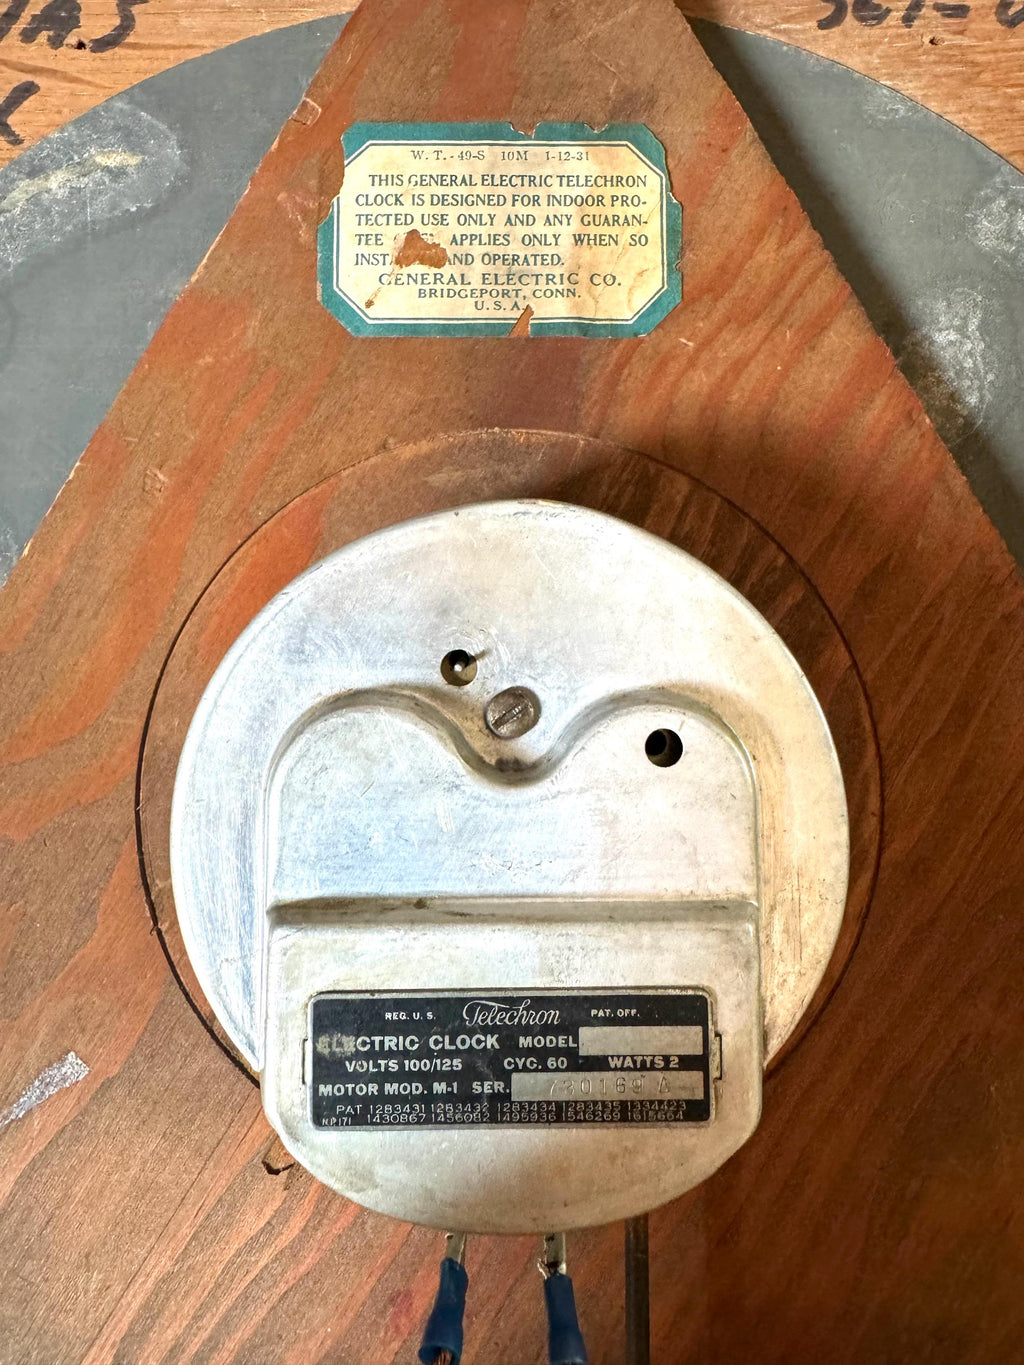 W. T. - 49-S 10M 1-12-31
THIS GENERAL ELECTRIC TELECHRON
CLOCK IS DESIGNED FOR INDOOR PRO-
TECTED USE ONLY AND ANY GUARAN-
TEE APPLIES ONLY WHEN SO
AND OPERATED.
GENERAL ELECTRIC CO.
BRIDGEPORT, CONN.
U. S. A.
REG. U. S. Telechron PAT. OFF.
ELECTRIC CLOCK MODEL
VOLTS 100/125 CYC. 60 WATTS 2
MOTOR MOD. M-1 SER. 730169 A
PAT 1283431 1283432 1283434 1283435 1334423
N.P.171 1430867 1456082 1495936 1546269 1615664